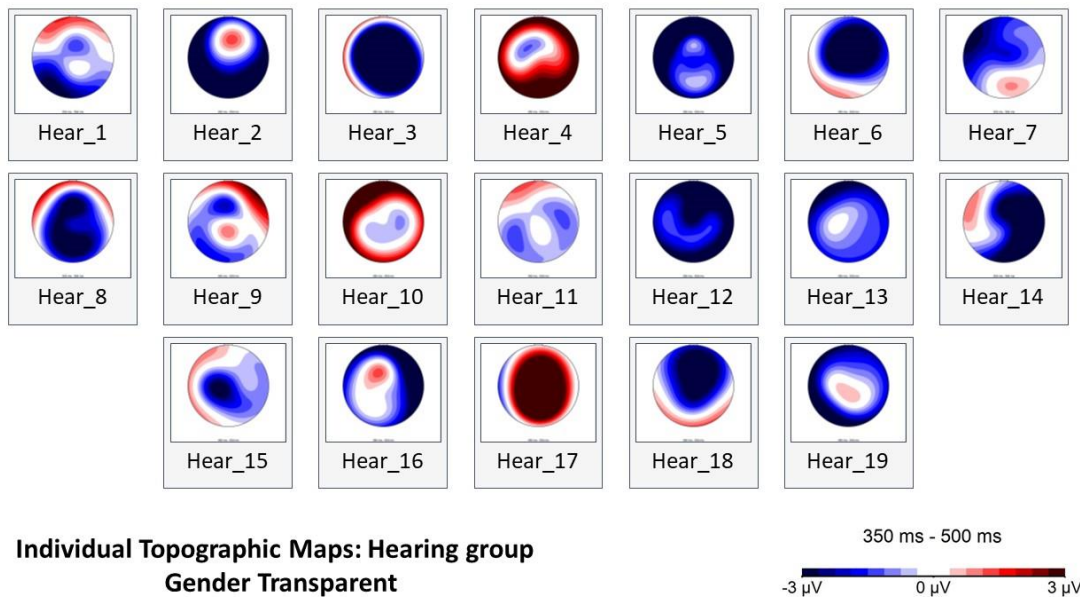 Hear_1 Hear_2 Hear_3 Hear_4 Hear_5 Hear_6 Hear_7
Hear_8 Hear_9 Hear_10 Hear_11 Hear_12 Hear_13 Hear_14
Hear_15 Hear_16 Hear_17 Hear_18 Hear_19
Individual Topographic Maps: Hearing group
Gender Transparent
350 ms - 500 ms
-3 µV 0 µV 3 µV